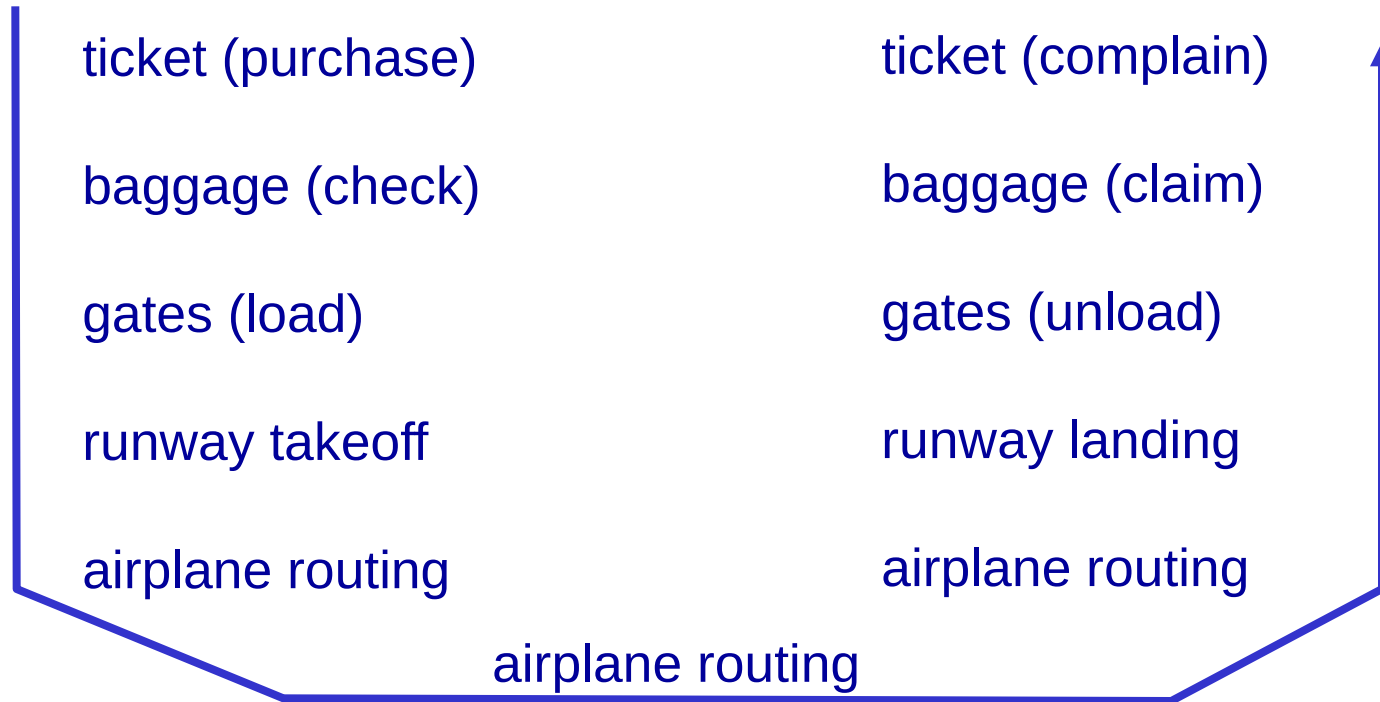 ticket (purchase)
baggage (check)
gates (load)
runway takeoff
airplane routing
airplane routing
ticket (complain)
baggage (claim)
gates (unload)
runway landing
airplane routing